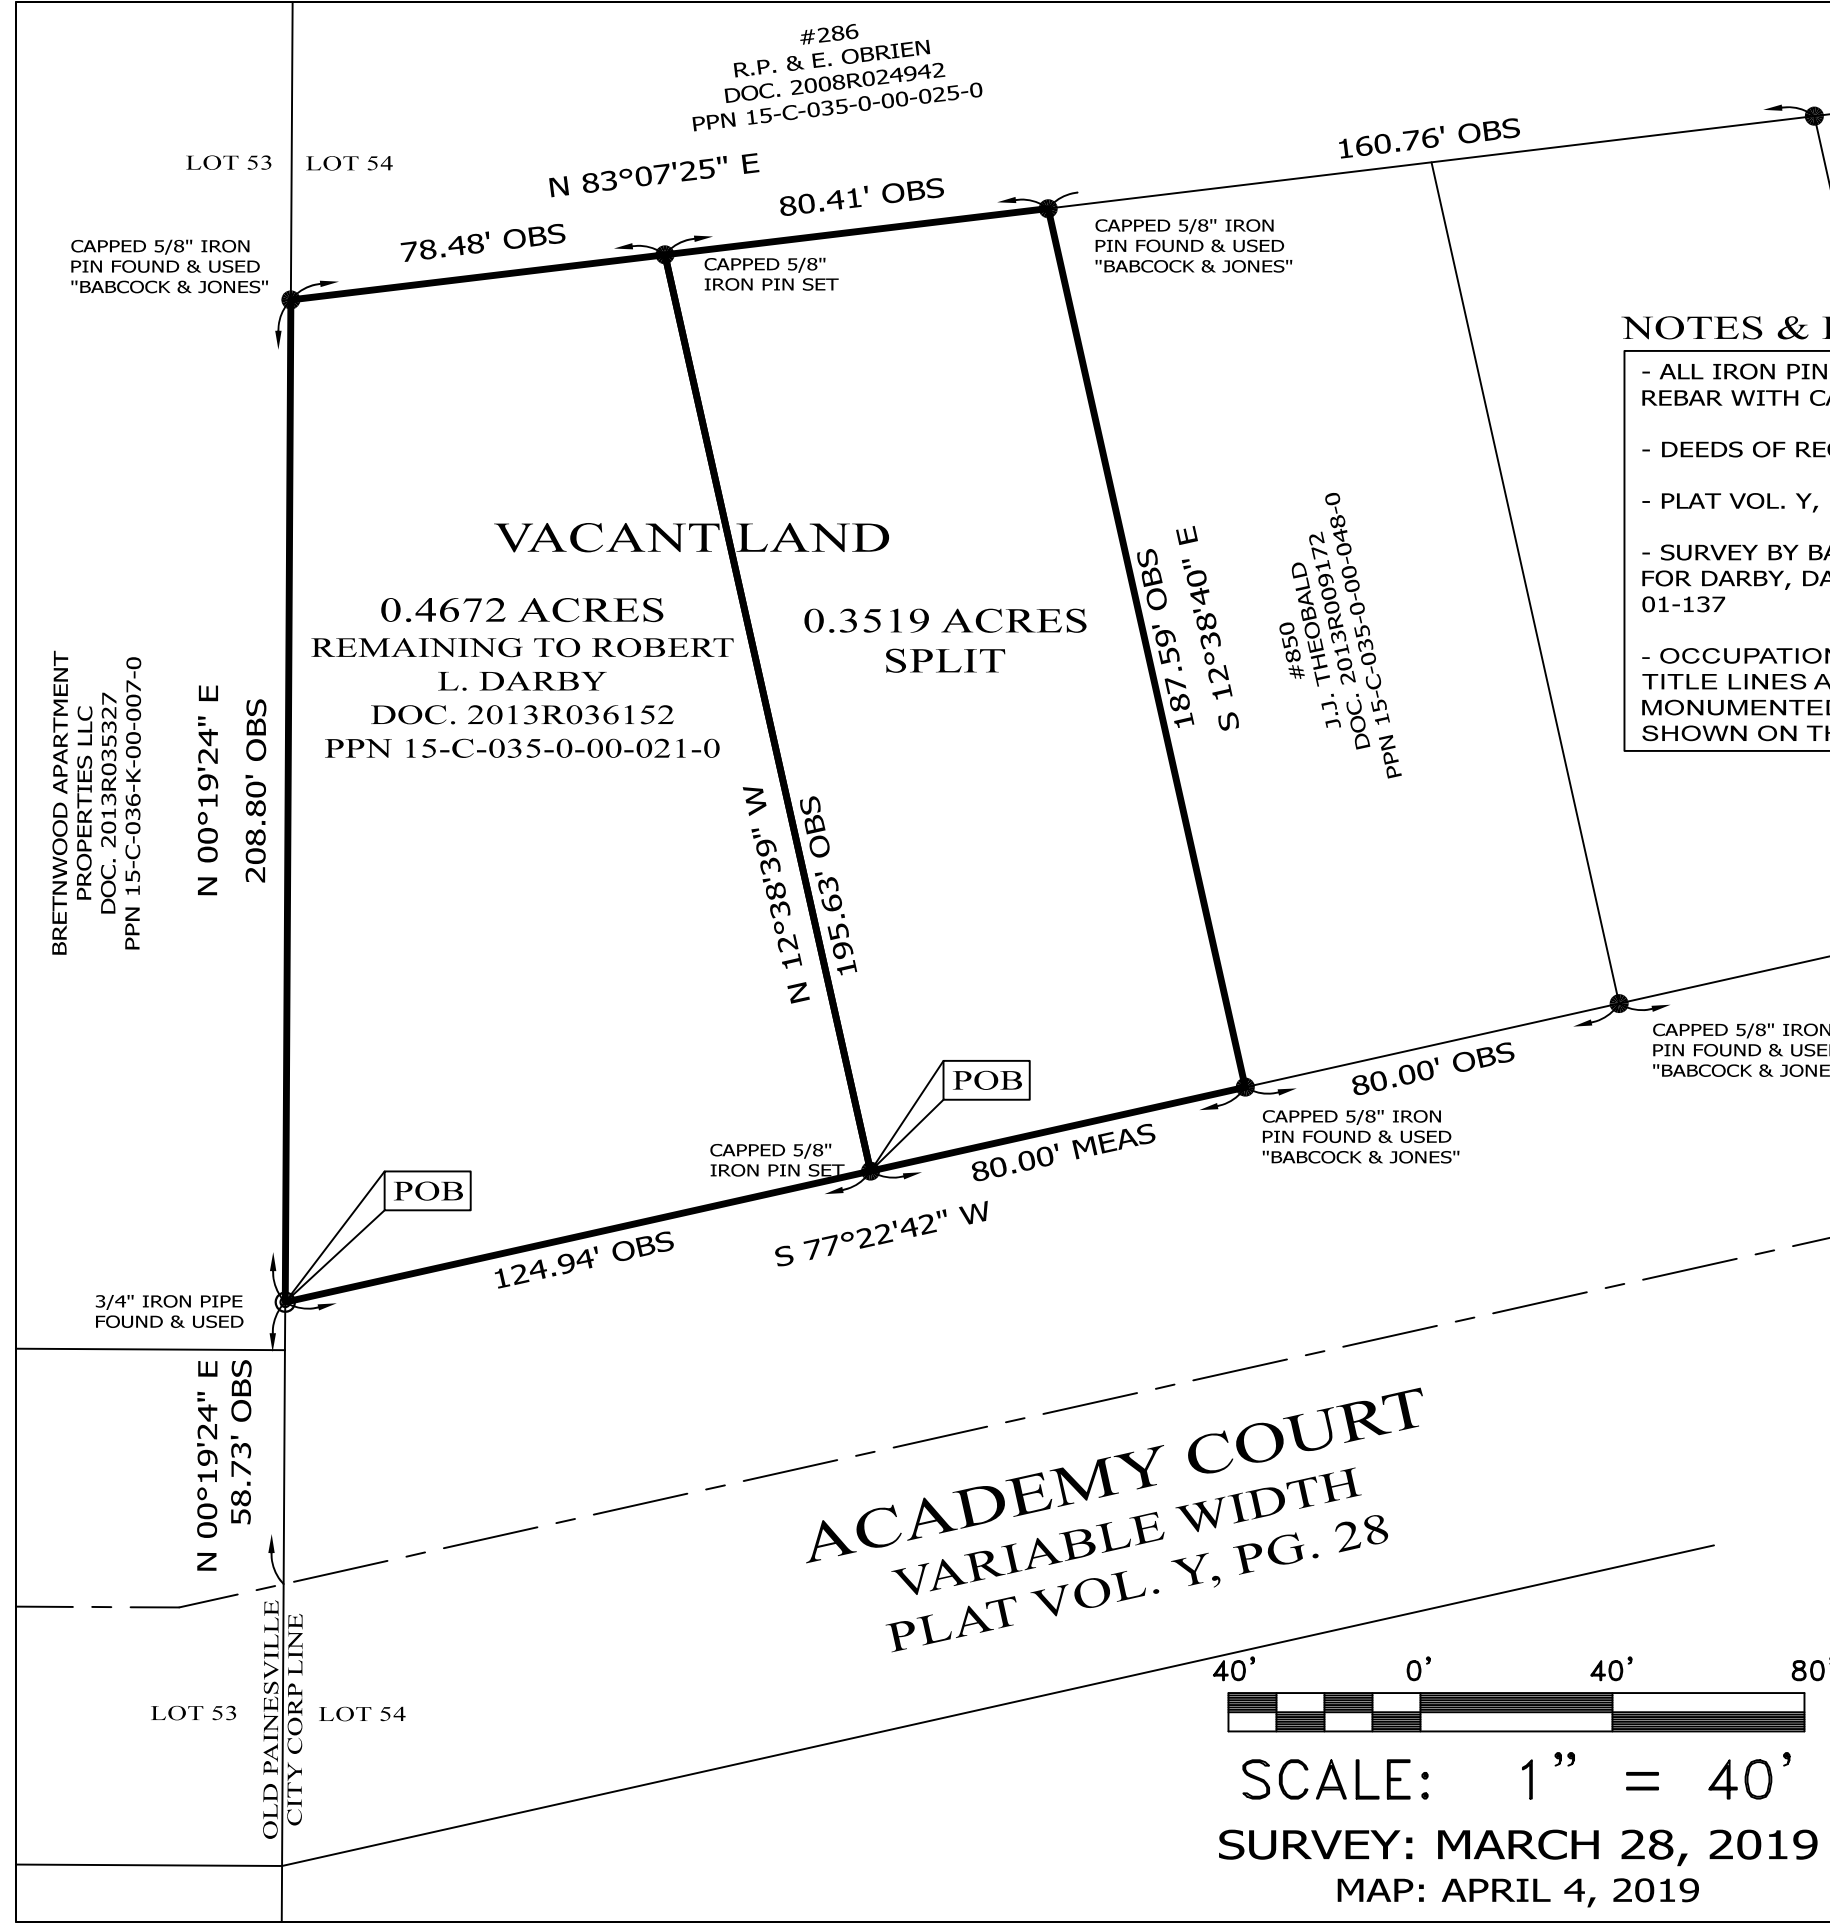 #286
R.P. & E. OBRIEN
DOC. 2008R024942
PPN 15-C-035-0-00-025-0
LOT 53
LOT 54
N 83°07'25" E
160.76' OBS
78.48' OBS
80.41' OBS
CAPPED 5/8" IRON
PIN FOUND & USED
"BABCOCK & JONES"
CAPPED 5/8"
IRON PIN SET
CAPPED 5/8" IRON
PIN FOUND & USED
"BABCOCK & JONES"
NOTES &
- ALL IRON PIN
REBAR WITH
- DEEDS OF
- PLAT VOL. Y,
- SURVEY BY
FOR DARBY,
01-137
- OCCUPATION
TITLE LINES
MONUMENTED
SHOWN ON
VACANT LAND
0.4672 ACRES
REMAINING TO ROBERT
L. DARBY
DOC. 2013R036152
PPN 15-C-035-0-00-021-0
0.3519 ACRES
SPLIT
BRETNWOOD APARTMENT
PROPERTIES LLC
DOC. 2013R035327
PPN 15-C-036-K-00-007-0
N 00°19'24" E
208.80' OBS
N 12°38'39" W
195.63' OBS
187.59' OBS
S 12°38'40" E
#850
J.J. THEOBALD
DOC. 2013R009172
PPN 15-C-035-0-00-048-0
POB
CAPPED 5/8"
IRON PIN SET
80.00' MEAS
80.00' OBS
CAPPED 5/8" IRON
PIN FOUND & USED
"BABCOCK & JONES"
CAPPED 5/8" IRON
PIN FOUND &
"BABCOCK &
POB
124.94' OBS
S 77°22'42" W
3/4" IRON PIPE
FOUND & USED
N 00°19'24" E
58.73' OBS
ACADEMY COURT
VARIABLE WIDTH
PLAT VOL. Y, PG. 28
LOT 53
OLD PAINESVILLE
CITY CORP LINE
LOT 54
40' 0' 40' 80'
SCALE: 1" = 40'
SURVEY: MARCH 28, 2019
MAP: APRIL 4, 2019